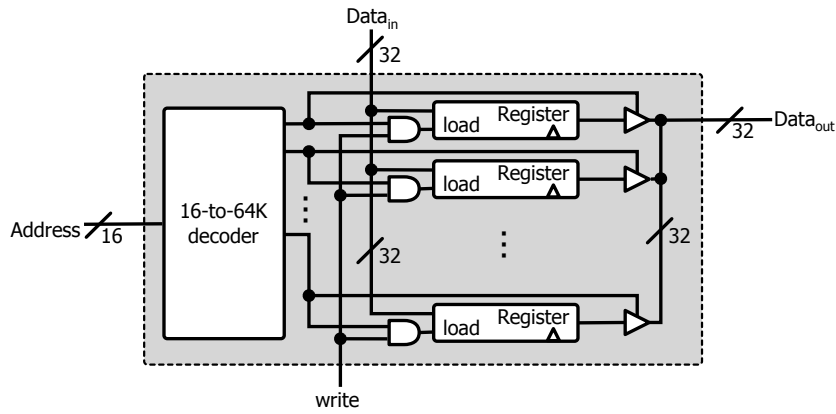 Data_in
32
32
load Register
load Register
32
Data_out
Address
16
16-to-64K
decoder
32
32
load Register
write